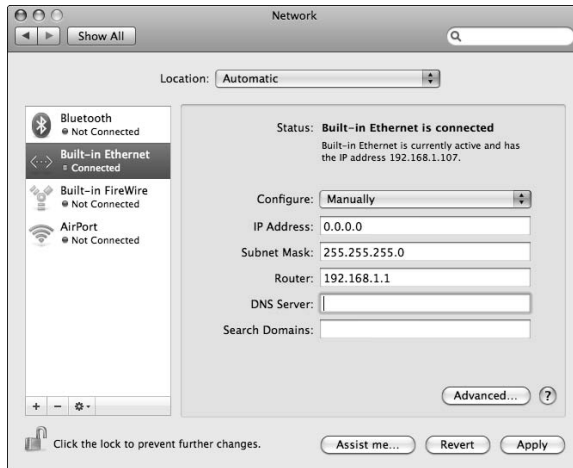 Network
Show All
Location: Automatic
Bluetooth
Not Connected
Built-in Ethernet
Connected
Built-in FireWire
Not Connected
AirPort
Not Connected
Status: Built-in Ethernet is connected
Built-in Ethernet is currently active and has
the IP address 192.168.1.107.
Configure: Manually
IP Address: 0.0.0.0
Subnet Mask: 255.255.255.0
Router: 192.168.1.1
DNS Server:
Search Domains:
Advanced... ?
Click the lock to prevent further changes.
Assist me... Revert Apply